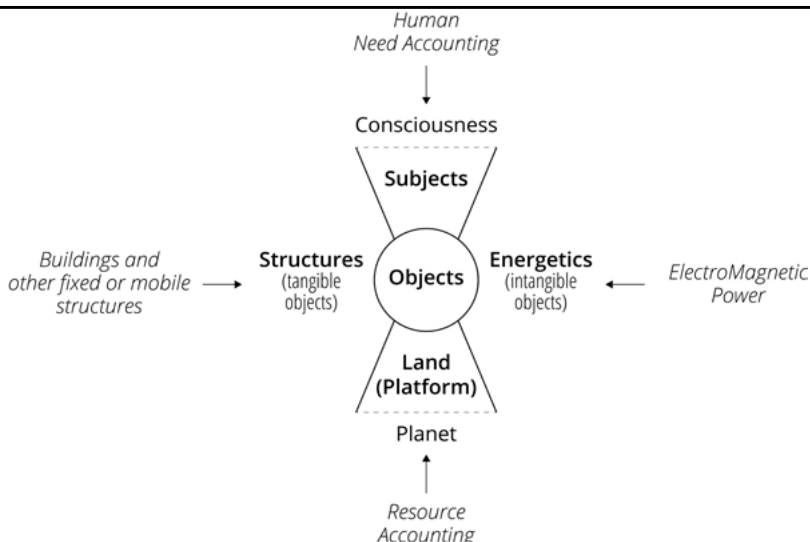 Human
Need Accounting
Consciousness
Subjects
Buildings and
other fixed or mobile
structures
Structures
(tangible
objects)
Objects
Energetics
(intangible
objects)
ElectroMagnetic
Power
Land
(Platform)
Planet
Resource
Accounting